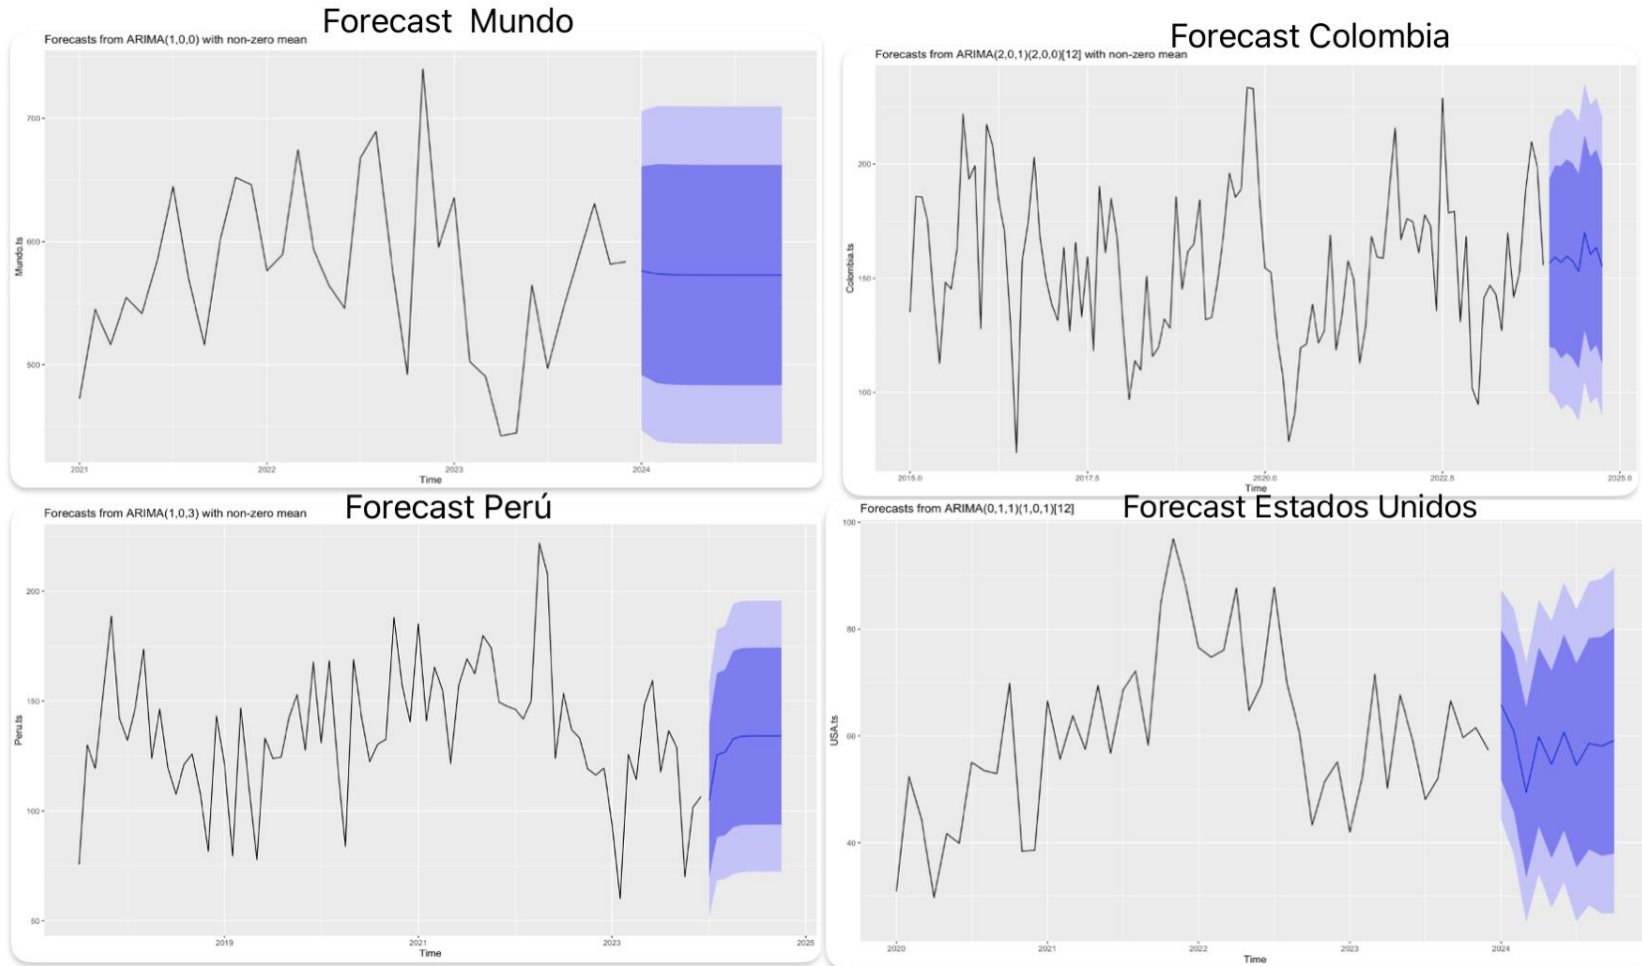 Forecast  Mundo
Forecasts from ARIMA(1,0,0) with non-zero mean
700
600
500
Mundo.ts
2021 2022 2023 2024
Time
Forecast Colombia
Forecasts from ARIMA(2,0,1)(2,0,0)[12] with non-zero mean
200
150
100
Colombia.ts
2015.0 2017.5 2020.0 2022.5 2025.0
Time
Forecast Perú
Forecasts from ARIMA(1,0,3) with non-zero mean
200
150
100
50
Peru.ts
2019 2021 2023 2025
Time
Forecast Estados Unidos
Forecasts from ARIMA(0,1,1)(1,0,1)[12]
100
80
60
40
USA.ts
2020 2021 2022 2023 2024
Time